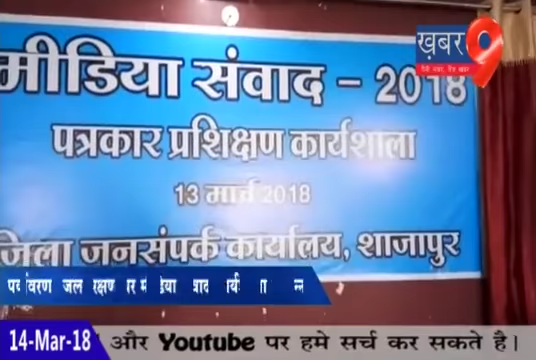 ख़बर 9
मीडिया संवाद - 2018
पत्रकार प्रशिक्षण कार्यशाला
13 मार्च 2018
जिला जनसंपर्क कार्यालय, शाजापुर
14-Mar-18
और Youtube पर हमे सर्च कर सकते है।